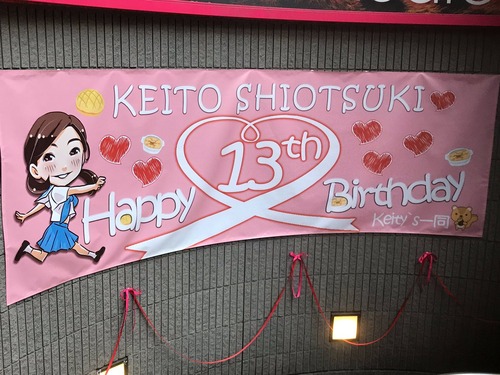 KEITO SHIOTSUKI
13th
Happy Birthday
Keity's一同